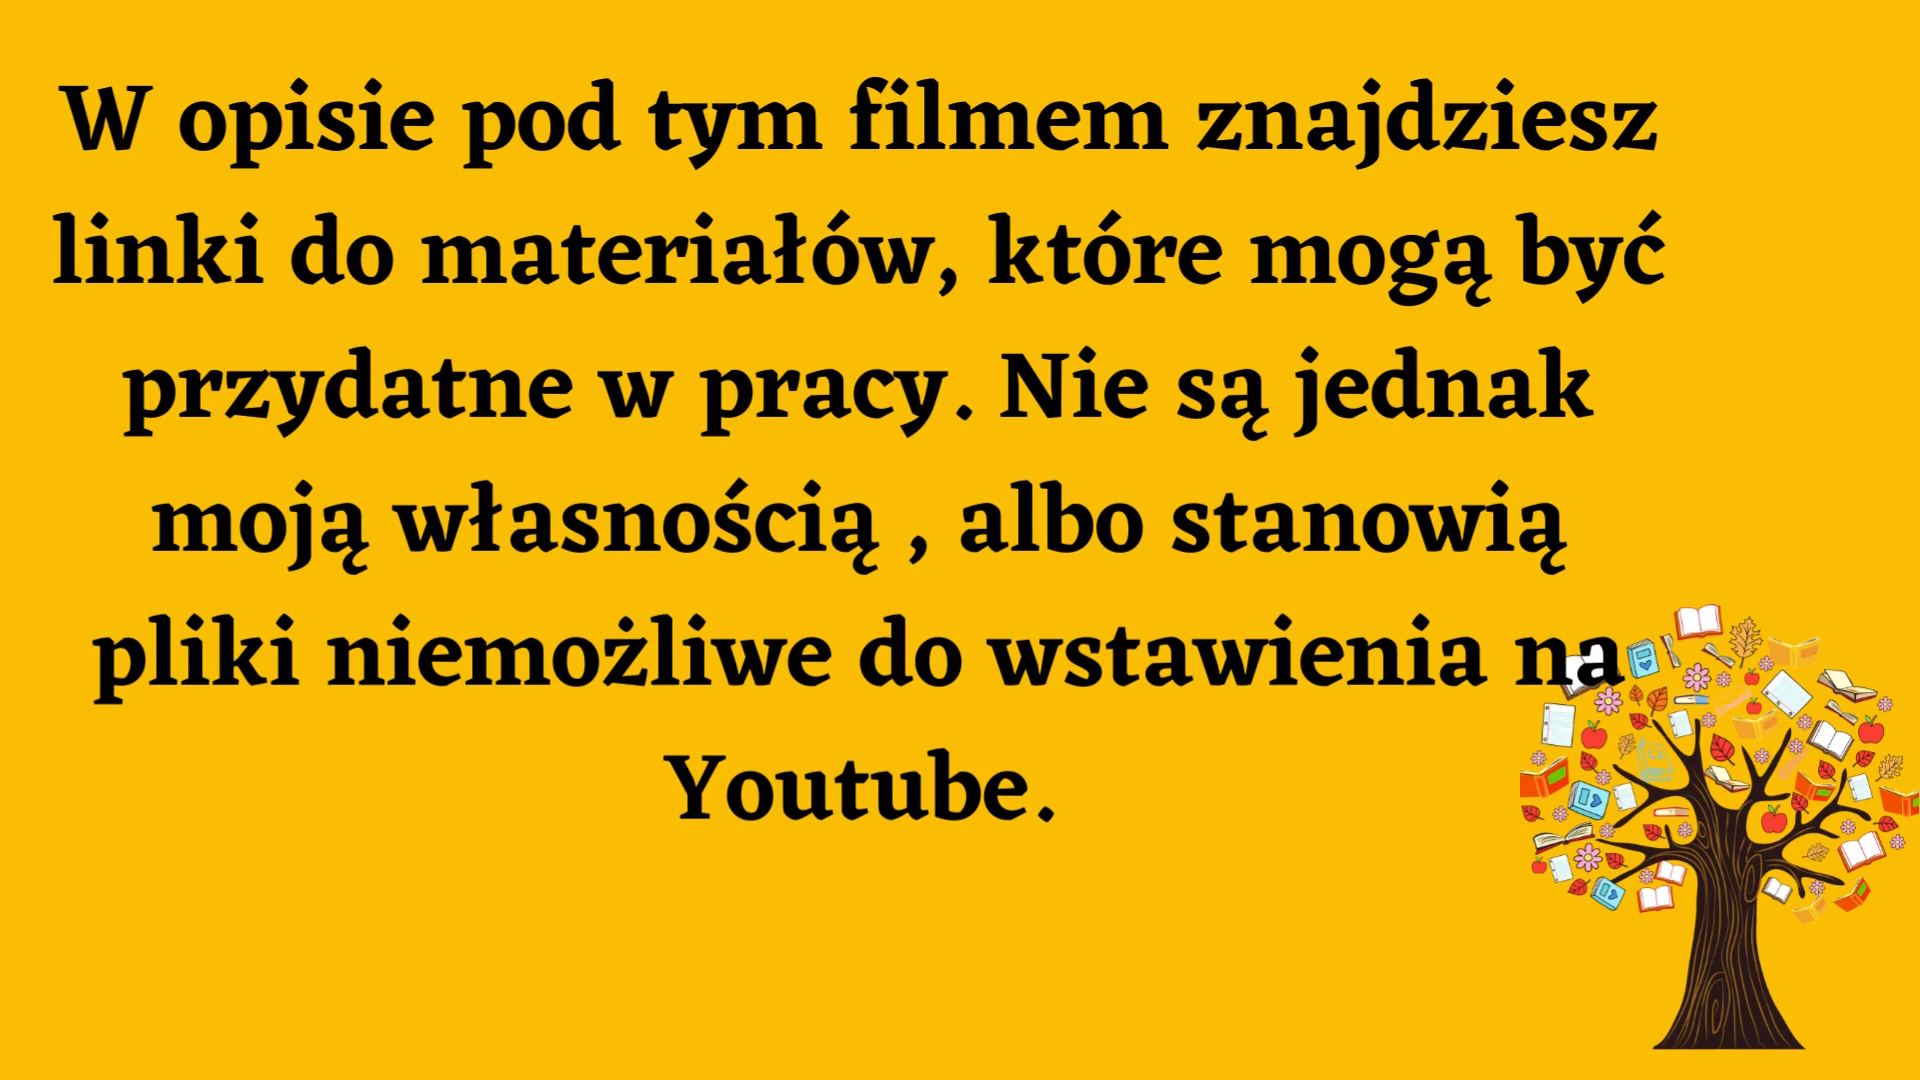 W opisie pod tym filmem znajdziesz
linki do materiałów, które mogą być
przydatne w pracy. Nie są jednak
moją własnością , albo stanowią
pliki niemożliwe do wstawienia na
Youtube.